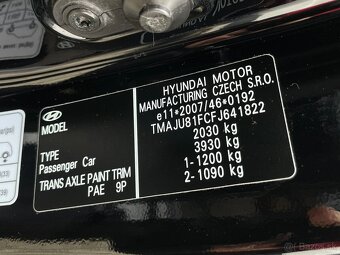 HYUNDAI MOTOR
MANUFACTURING CZECH S.R.O.
e11*2007/46*0192
TMAJU81FCFJ641822
2030 kg
3930 kg
1-1200 kg
2-1090 kg
MODEL
TYPE
Passenger Car
TRANS AXLE PAINT TRIM
PAE 9P